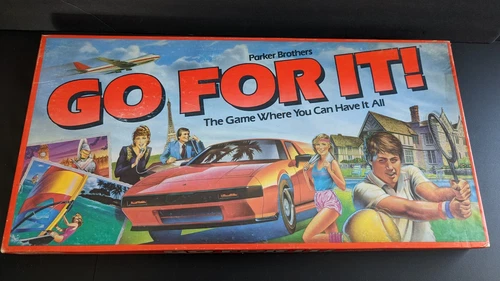 Parker Brothers
GO FOR IT!
The Game Where You Can Have It All